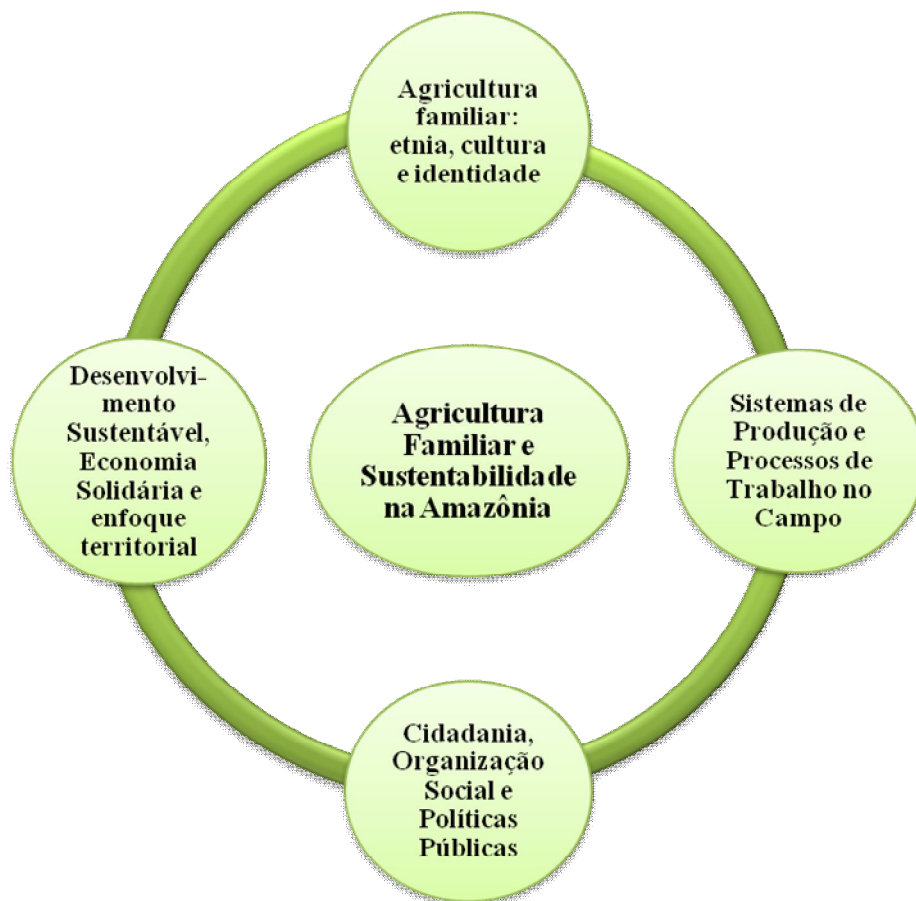 Agricultura
familiar:
etnia, cultura
e identidade
Desenvolvi-
mento
Sustentável,
Economia
Solidária e
enfoque
territorial
Agricultura
Familiar e
Sustentabilidade
na Amazônia
Sistemas de
Produção e
Processos de
Trabalho no
Campo
Cidadania,
Organização
Social e
Políticas
Públicas